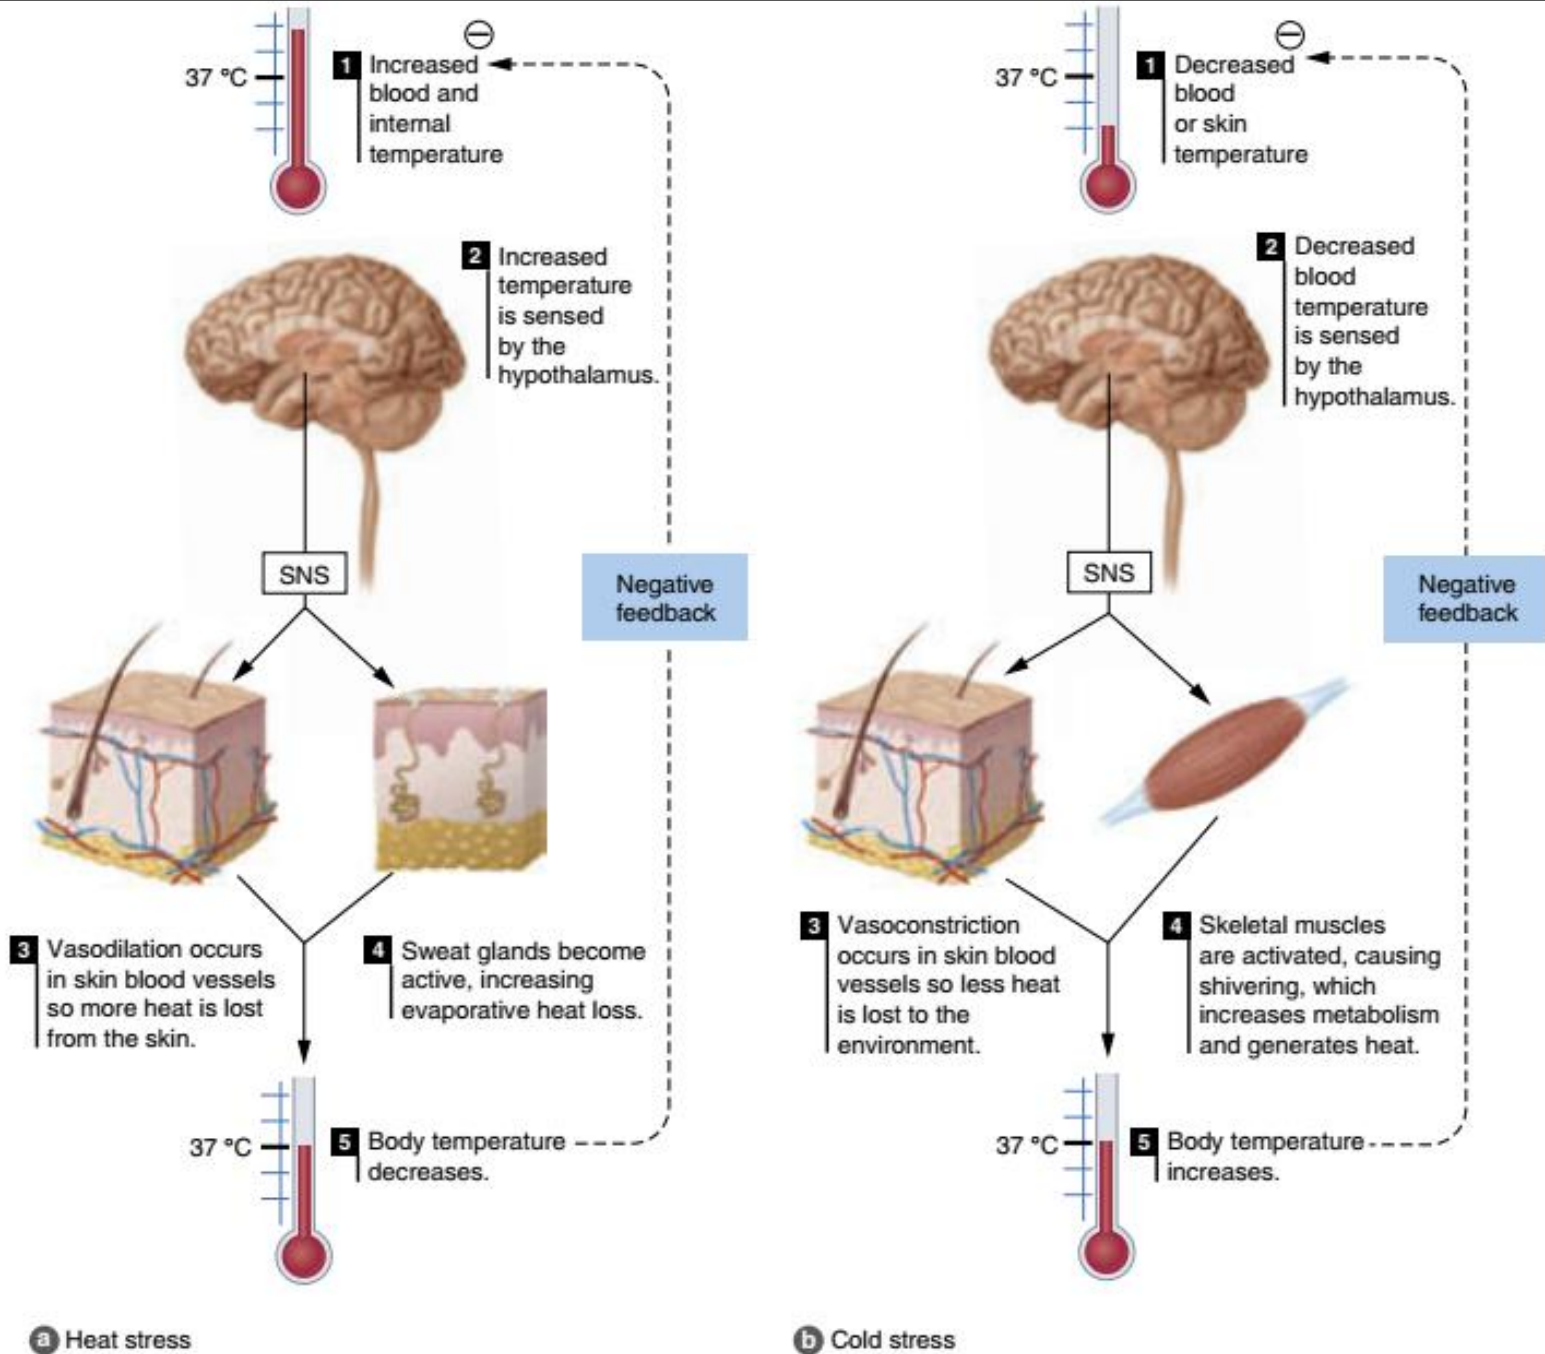 37 °C
1 Increased
blood and
internal
temperature
2 Increased
temperature
is sensed
by the
hypothalamus.
SNS
Negative
feedback
3 Vasodilation occurs
in skin blood vessels
so more heat is lost
from the skin.
4 Sweat glands become
active, increasing
evaporative heat loss.
37 °C
5 Body temperature
decreases.
a Heat stress
37 °C
1 Decreased
blood
or skin
temperature
2 Decreased
blood
temperature
is sensed
by the
hypothalamus.
SNS
Negative
feedback
3 Vasoconstriction
occurs in skin blood
vessels so less heat
is lost to the
environment.
4 Skeletal muscles
are activated, causing
shivering, which
increases metabolism
and generates heat.
37 °C
5 Body temperature
increases.
b Cold stress